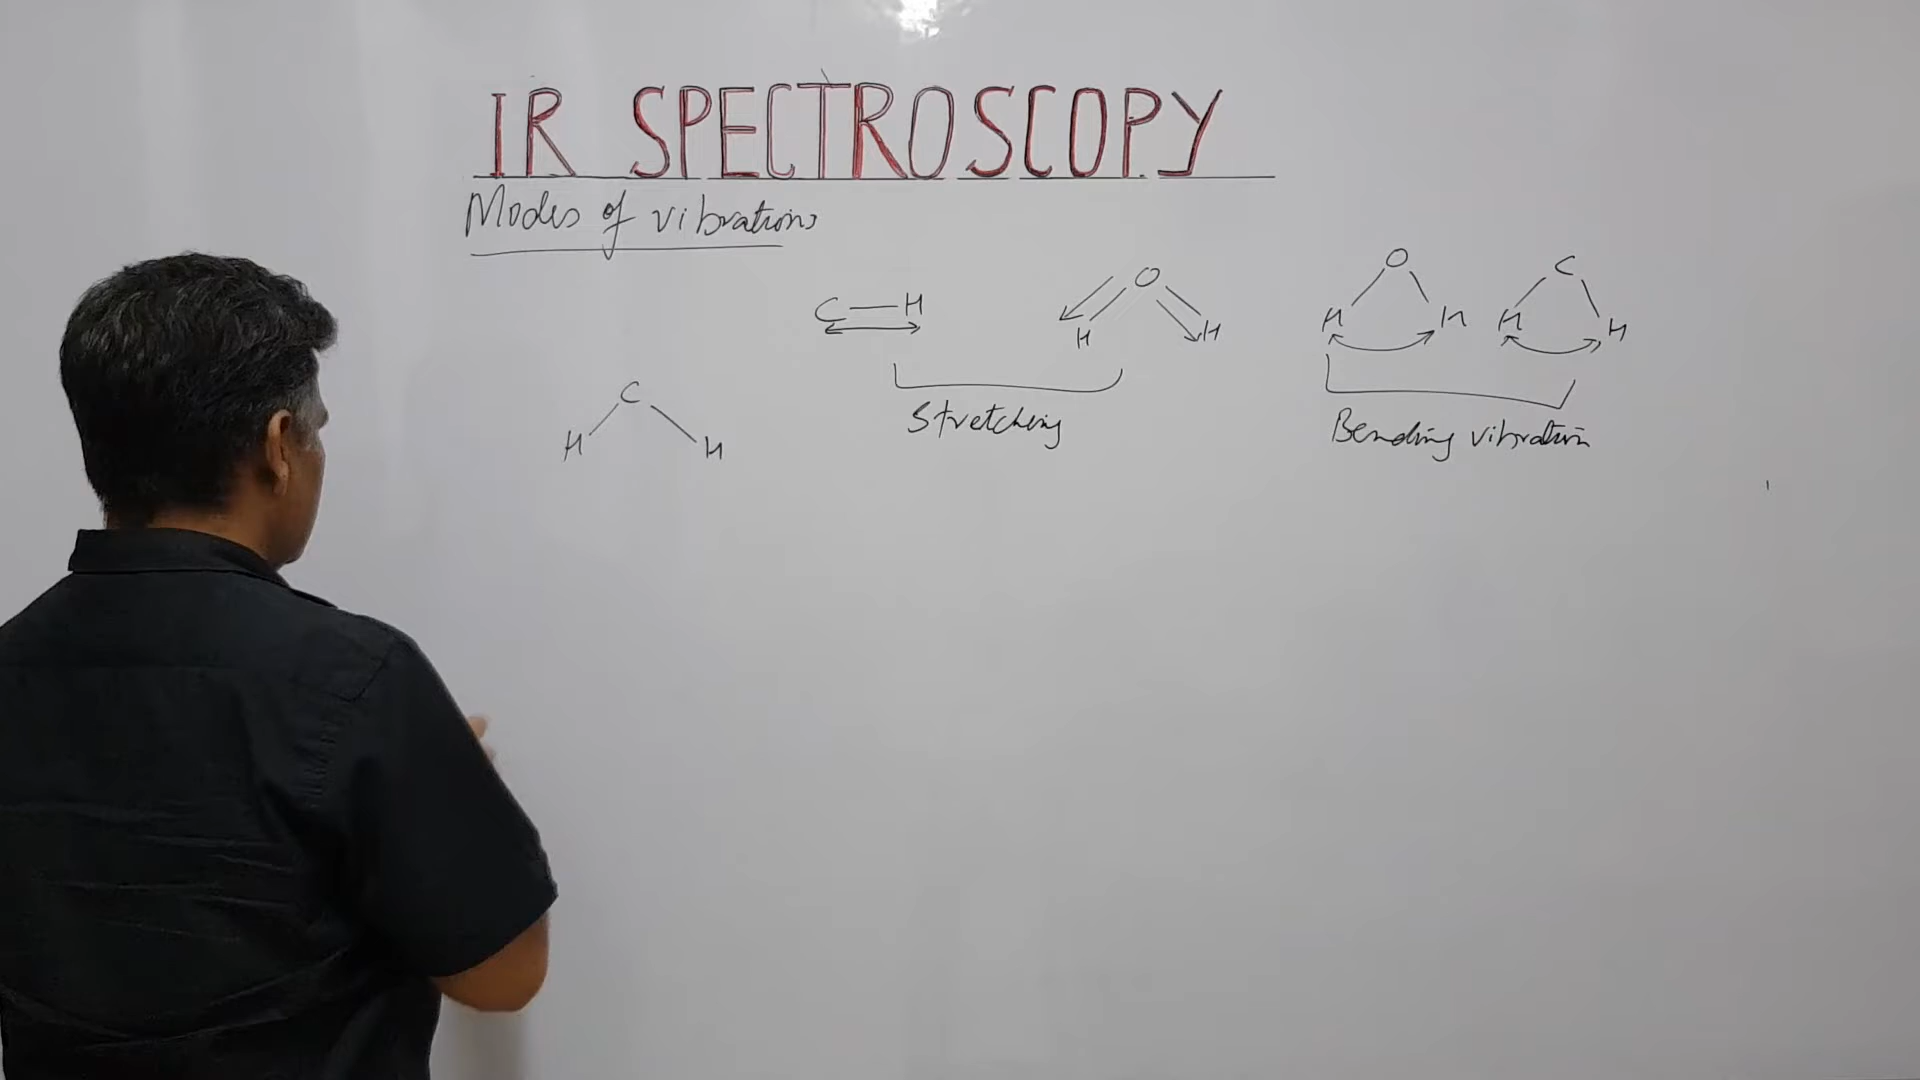 IR SPECTROSCOPY
Modes of vibrations
C — H
O
H H
O
H H
C
H H
C
H H
Stretching
Bending vibration